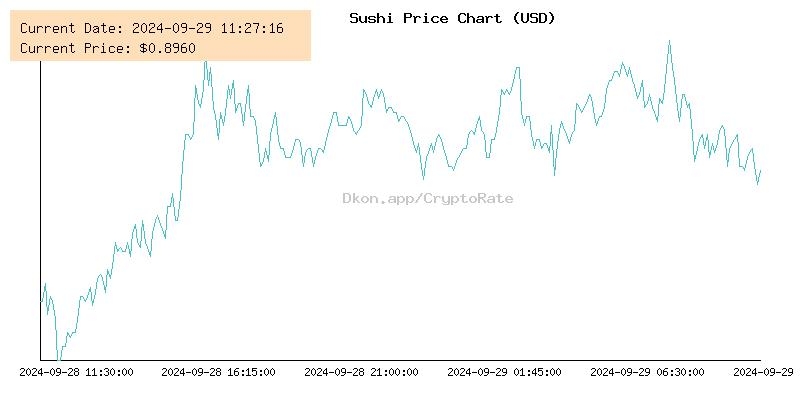 Sushi Price Chart (USD)
Current Date: 2024-09-29 11:27:16
Current Price: $0.8960
Dkon.app/CryptoRate
2024-09-28 11:30:00 2024-09-28 16:15:00 2024-09-28 21:00:00 2024-09-29 01:45:00 2024-09-29 06:30:00 2024-09-29